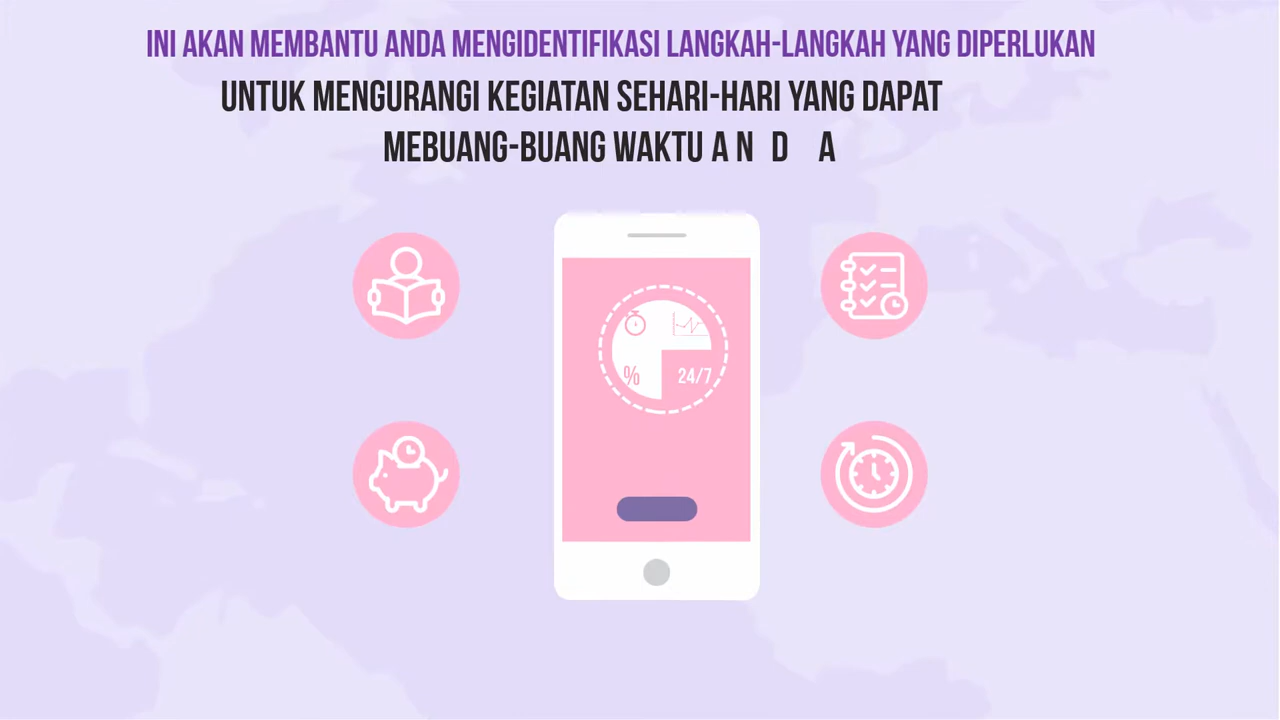 INI AKAN MEMBANTU ANDA MENGIDENTIFIKASI LANGKAH-LANGKAH YANG DIPERLUKAN
UNTUK MENGURANGI KEGIATAN SEHARI-HARI YANG DAPAT
MEBUANG-BUANG WAKTU A N D A
%
24/7